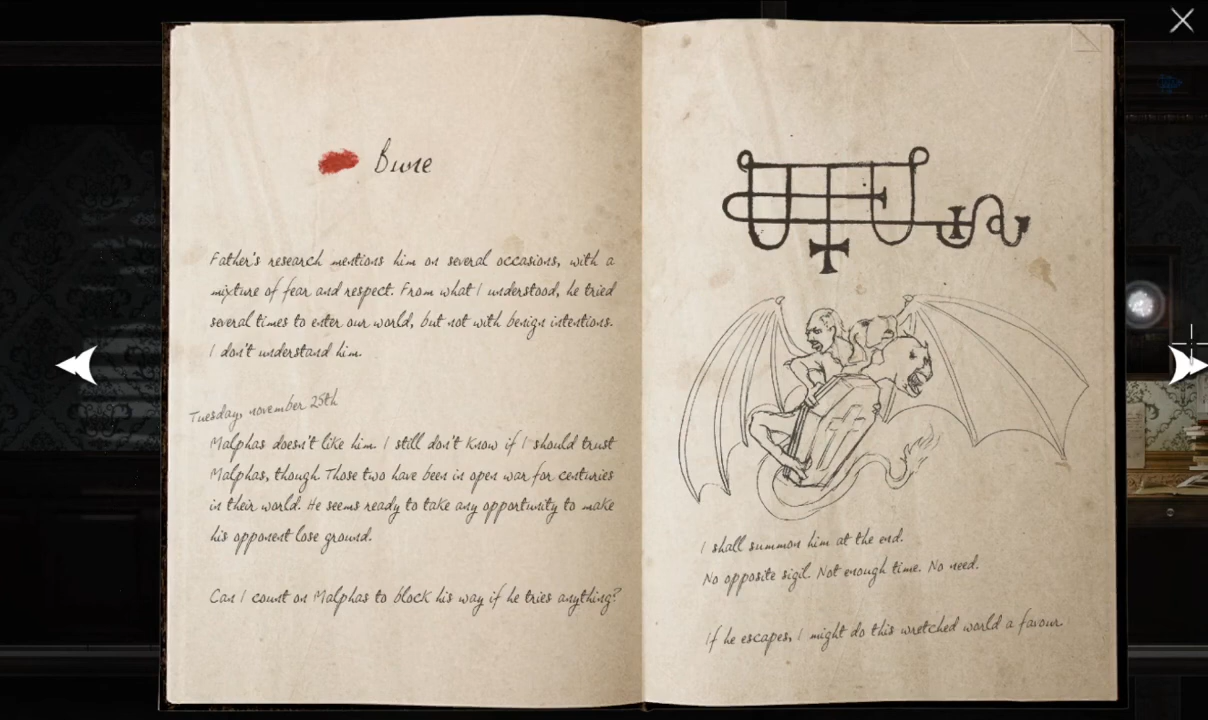 Bune
Father's research mentions him on several occasions, with a
mixture of fear and respect. From what I understood, he tried
several times to enter our world, but not with benign intentions.
I don't understand him.
Tuesday, november 25th
Malphas doesn't like him. I still don't know if I should trust
Malphas, though. Those two have been in open war for centuries
in their world. He seems ready to take any opportunity to make
his opponent lose ground.
Can I count on Malphas to block his way if he tries anything?
I shall summon him at the end.
No opposite sigil. Not enough time. No need.
If he escapes, I might do this wretched world a favour